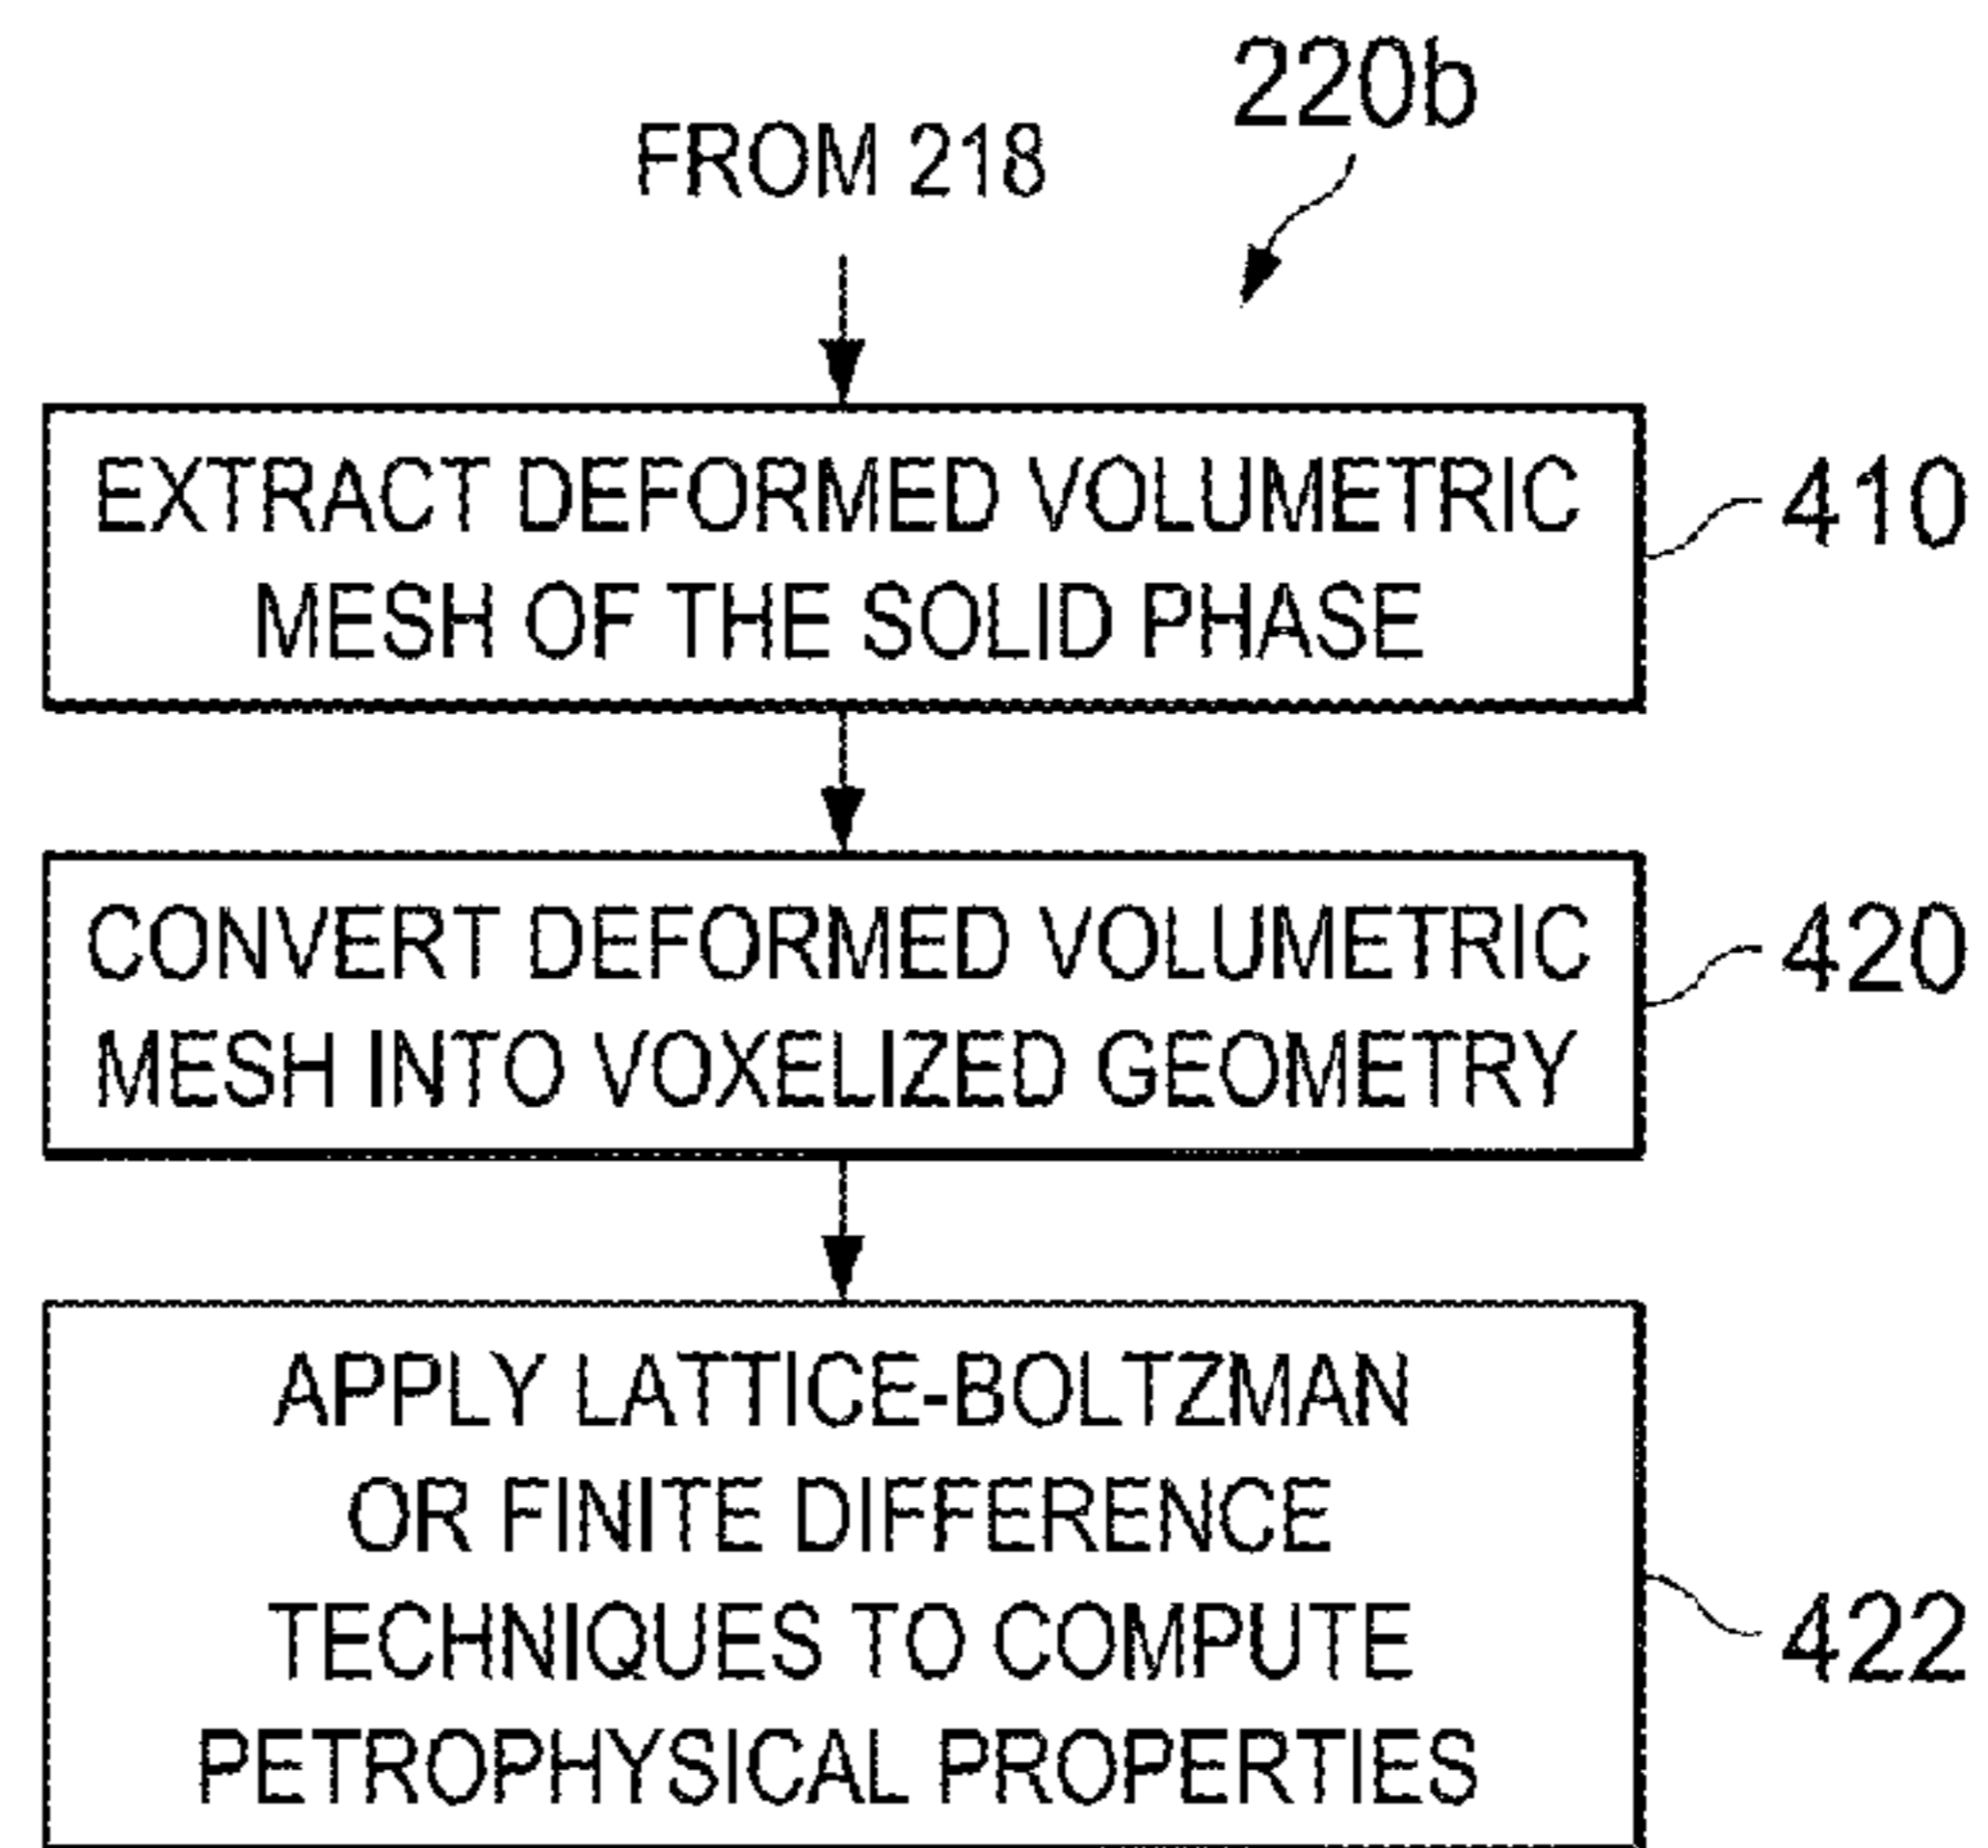 220b
FROM 218
EXTRACT DEFORMED VOLUMETRIC
MESH OF THE SOLID PHASE
410
CONVERT DEFORMED VOLUMETRIC
MESH INTO VOXELIZED GEOMETRY
420
APPLY LATTICE-BOLTZMAN
OR FINITE DIFFERENCE
TECHNIQUES TO COMPUTE
PETROPHYSICAL PROPERTIES
422